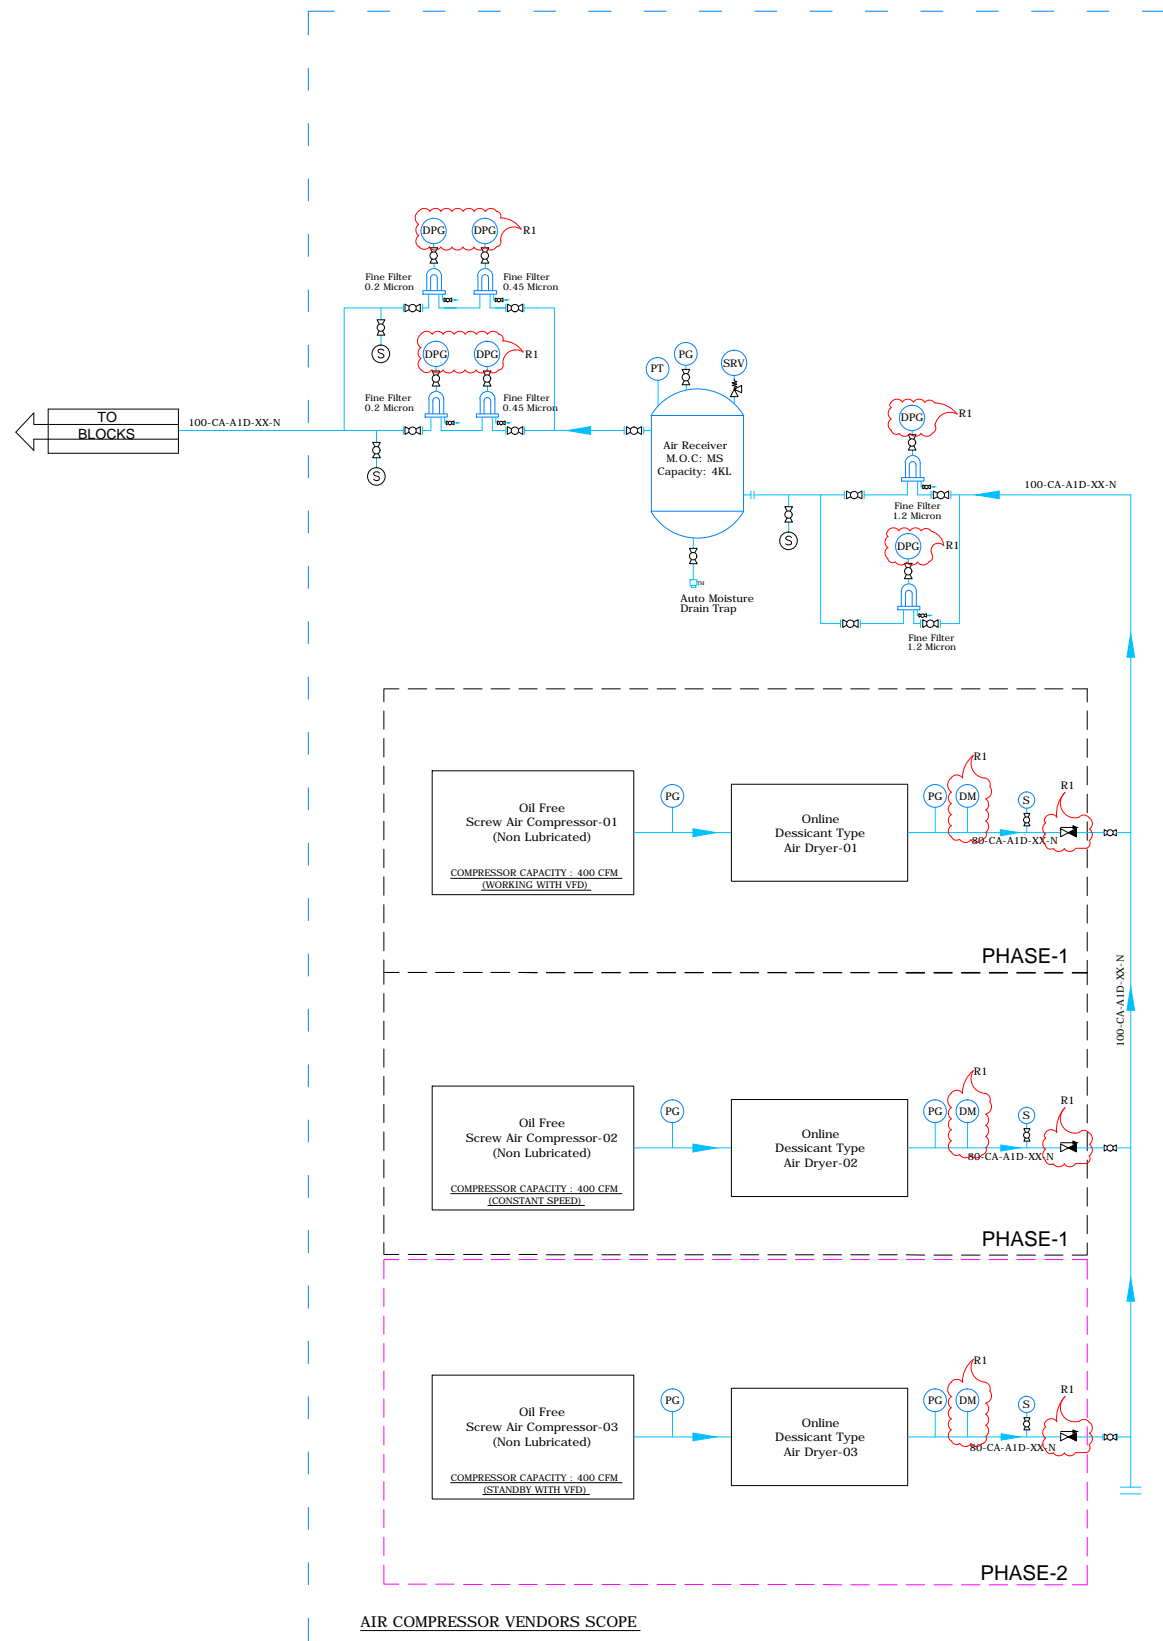 DPG
DPG
R1
Fine Filter
0.2 Micron
Fine Filter
0.45 Micron
S
DPG
DPG
R1
Fine Filter
0.2 Micron
Fine Filter
0.45 Micron
S
TO
BLOCKS
100-CA-A1D-XX-N
PT
PG
SRV
Air Receiver
M.O.C: MS
Capacity: 4KL
Auto Moisture
Drain Trap
S
DPG
R1
Fine Filter
1.2 Micron
100-CA-A1D-XX-N
DPG
R1
Fine Filter
1.2 Micron
Oil Free
Screw Air Compressor-01
(Non Lubricated)
COMPRESSOR CAPACITY : 400 CFM
(WORKING WITH VFD)
PG
Online
Dessicant Type
Air Dryer-01
PG
DM
R1
S
R1
80-CA-A1D-XX-N
PHASE-1
100-CA-A1D-XX-N
Oil Free
Screw Air Compressor-02
(Non Lubricated)
COMPRESSOR CAPACITY : 400 CFM
(CONSTANT SPEED)
PG
Online
Dessicant Type
Air Dryer-02
PG
DM
R1
S
R1
80-CA-A1D-XX-N
PHASE-1
Oil Free
Screw Air Compressor-03
(Non Lubricated)
COMPRESSOR CAPACITY : 400 CFM
(STANDBY WITH VFD)
PG
Online
Dessicant Type
Air Dryer-03
PG
DM
R1
S
R1
80-CA-A1D-XX-N
PHASE-2
AIR COMPRESSOR VENDORS SCOPE